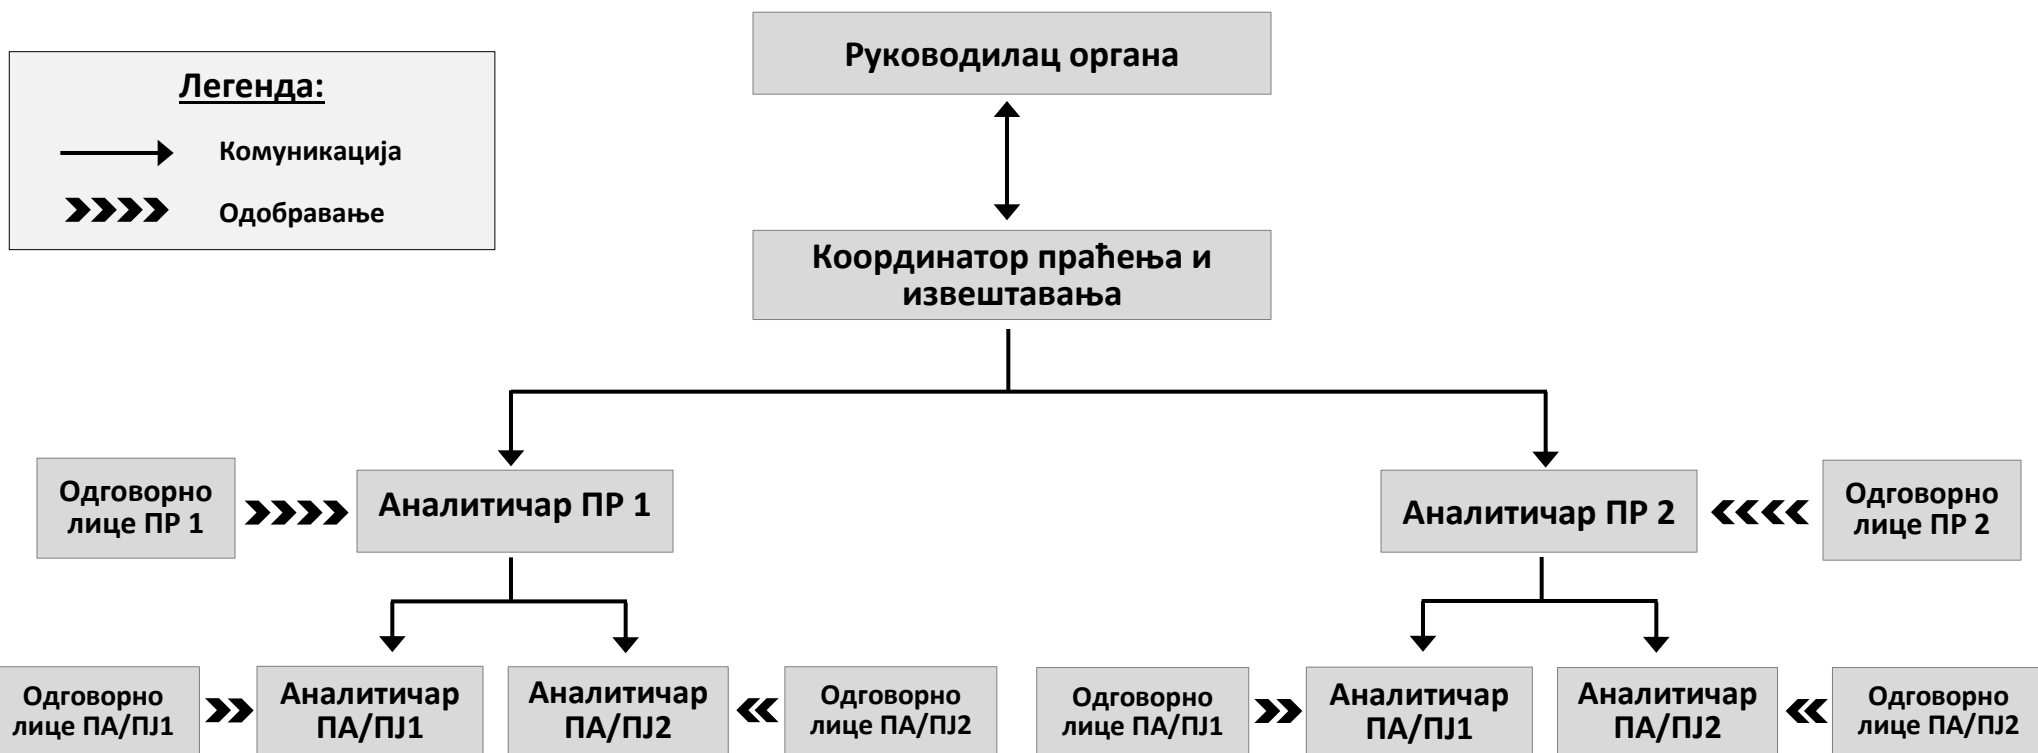 Руководилац органа
Легенда:
Комуникација
Одобравање
Координатор праћења и
извештавања
Одговорно
лице ПР 1
Аналитичар ПР 1
Аналитичар ПР 2
Одговорно
лице ПР 2
Одговорно
лице ПА/ПЈ1
Аналитичар
ПА/ПЈ1
Аналитичар
ПА/ПЈ2
Одговорно
лице ПА/ПЈ2
Одговорно
лице ПА/ПЈ1
Аналитичар
ПА/ПЈ1
Аналитичар
ПА/ПЈ2
Одговорно
лице ПА/ПЈ2